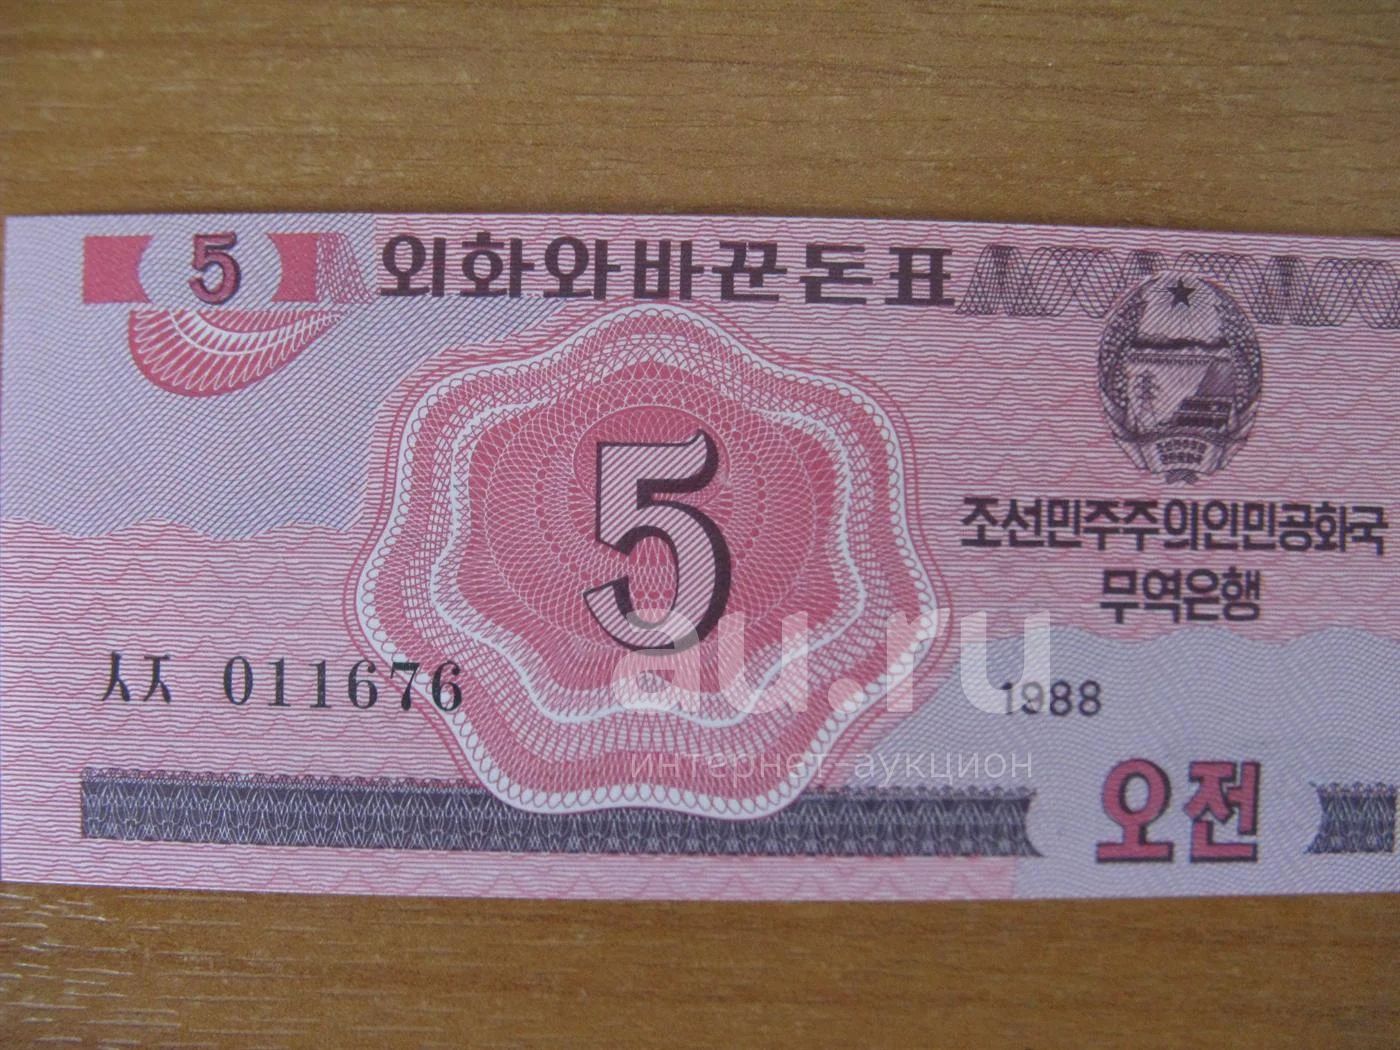 5 외화와바꾼돈표
5
조선민주주의인민공화국
무역은행
ㅅㅈ 011676
1988
오전
au.ru
интернет-аукцион